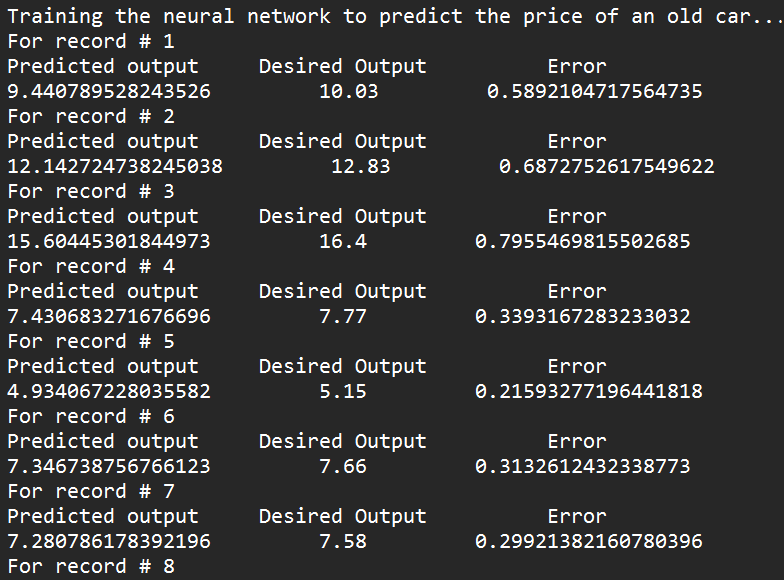 Training the neural network to predict the price of an old car...
For record # 1
Predicted output Desired Output Error
9.440789528243526 10.03 0.5892104717564735
For record # 2
Predicted output Desired Output Error
12.142724738245038 12.83 0.6872752617549622
For record # 3
Predicted output Desired Output Error
15.60445301844973 16.4 0.7955469815502685
For record # 4
Predicted output Desired Output Error
7.430683271676696 7.77 0.3393167283233032
For record # 5
Predicted output Desired Output Error
4.934067228035582 5.15 0.21593277196441818
For record # 6
Predicted output Desired Output Error
7.346738756766123 7.66 0.3132612432338773
For record # 7
Predicted output Desired Output Error
7.280786178392196 7.58 0.29921382160780396
For record # 8